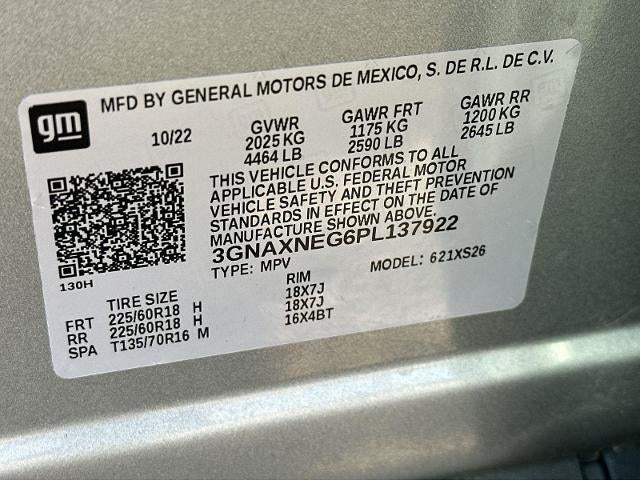 gm
MFD BY GENERAL MOTORS DE MEXICO, S. DE R.L. DE C.V.
10/22
GVWR
2025 KG
4464 LB
GAWR FRT
1175 KG
2590 LB
GAWR RR
1200 KG
2645 LB
THIS VEHICLE CONFORMS TO ALL
APPLICABLE U.S. FEDERAL MOTOR
VEHICLE SAFETY AND THEFT PREVENTION
STANDARDS IN EFFECT ON THE DATE OF
MANUFACTURE SHOWN ABOVE.
3GNAXNEG6PL137922
TYPE: MPV
MODEL: 621XS26
130H
TIRE SIZE RIM
FRT 225/60R18 H 18X7J
RR 225/60R18 H 18X7J
SPA T135/70R16 M 16X4BT